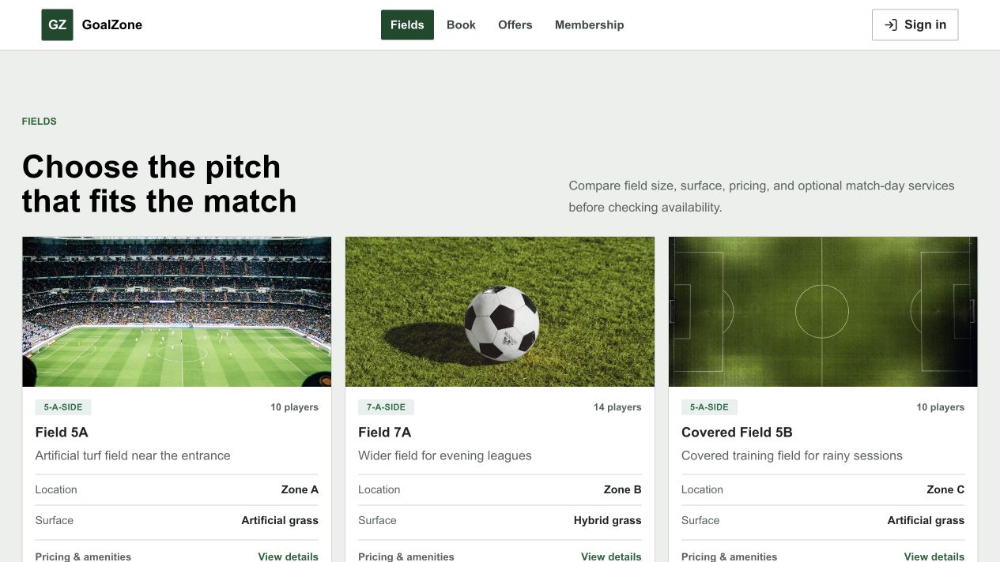 GZ GoalZone Fields Book Offers Membership Sign in
FIELDS
Choose the pitch
that fits the match
Compare field size, surface, pricing, and optional match-day services
before checking availability.
5-A-SIDE 10 players
Field 5A
Artificial turf field near the entrance
Location Zone A
Surface Artificial grass
Pricing & amenities View details
7-A-SIDE 14 players
Field 7A
Wider field for evening leagues
Location Zone B
Surface Hybrid grass
Pricing & amenities View details
5-A-SIDE 10 players
Covered Field 5B
Covered training field for rainy sessions
Location Zone C
Surface Artificial grass
Pricing & amenities View details